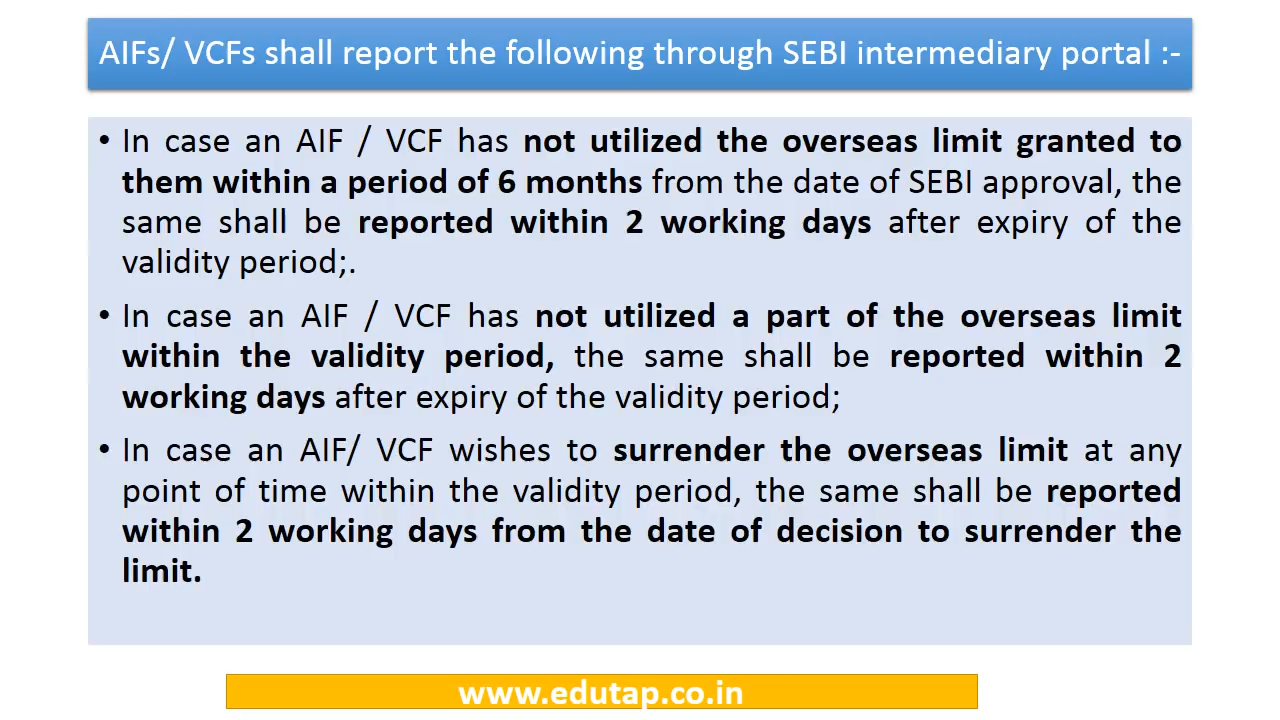 AIFs/ VCFs shall report the following through SEBI intermediary portal :-
• In case an AIF / VCF has not utilized the overseas limit granted to
them within a period of 6 months from the date of SEBI approval, the
same shall be reported within 2 working days after expiry of the
validity period;.
• In case an AIF / VCF has not utilized a part of the overseas limit
within the validity period, the same shall be reported within 2
working days after expiry of the validity period;
• In case an AIF/ VCF wishes to surrender the overseas limit at any
point of time within the validity period, the same shall be reported
within 2 working days from the date of decision to surrender the
limit.
www.edutap.co.in